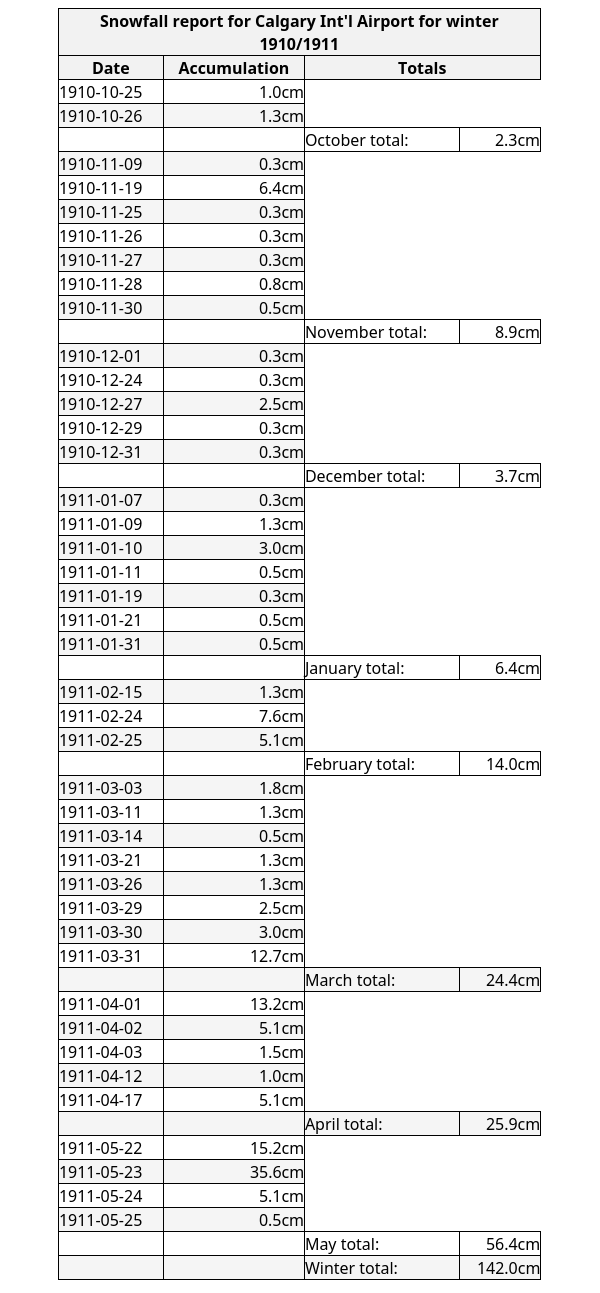 Snowfall report for Calgary Int'l Airport for winter
1910/1911
Date Accumulation Totals
1910-10-25 1.0cm
1910-10-26 1.3cm
October total: 2.3cm
1910-11-09 0.3cm
1910-11-19 6.4cm
1910-11-25 0.3cm
1910-11-26 0.3cm
1910-11-27 0.3cm
1910-11-28 0.8cm
1910-11-30 0.5cm
November total: 8.9cm
1910-12-01 0.3cm
1910-12-24 0.3cm
1910-12-27 2.5cm
1910-12-29 0.3cm
1910-12-31 0.3cm
December total: 3.7cm
1911-01-07 0.3cm
1911-01-09 1.3cm
1911-01-10 3.0cm
1911-01-11 0.5cm
1911-01-19 0.3cm
1911-01-21 0.5cm
1911-01-31 0.5cm
January total: 6.4cm
1911-02-15 1.3cm
1911-02-24 7.6cm
1911-02-25 5.1cm
February total: 14.0cm
1911-03-03 1.8cm
1911-03-11 1.3cm
1911-03-14 0.5cm
1911-03-21 1.3cm
1911-03-26 1.3cm
1911-03-29 2.5cm
1911-03-30 3.0cm
1911-03-31 12.7cm
March total: 24.4cm
1911-04-01 13.2cm
1911-04-02 5.1cm
1911-04-03 1.5cm
1911-04-12 1.0cm
1911-04-17 5.1cm
April total: 25.9cm
1911-05-22 15.2cm
1911-05-23 35.6cm
1911-05-24 5.1cm
1911-05-25 0.5cm
May total: 56.4cm
Winter total: 142.0cm